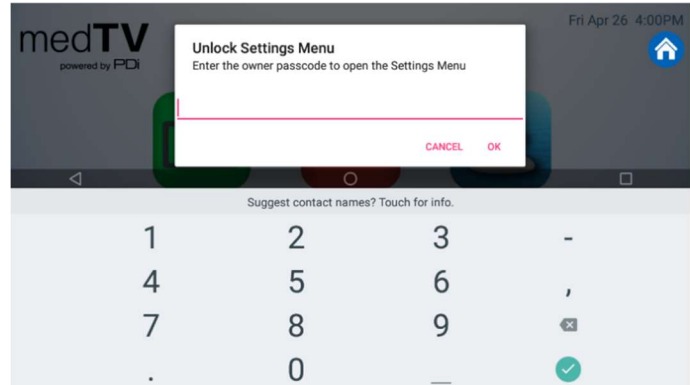 medTV
powered by PDi
Fri Apr 26 4:00PM
Unlock Settings Menu
Enter the owner passcode to open the Settings Menu
CANCEL OK
Suggest contact names? Touch for info.
1 2 3 -
4 5 6 ,
7 8 9
. 0 _